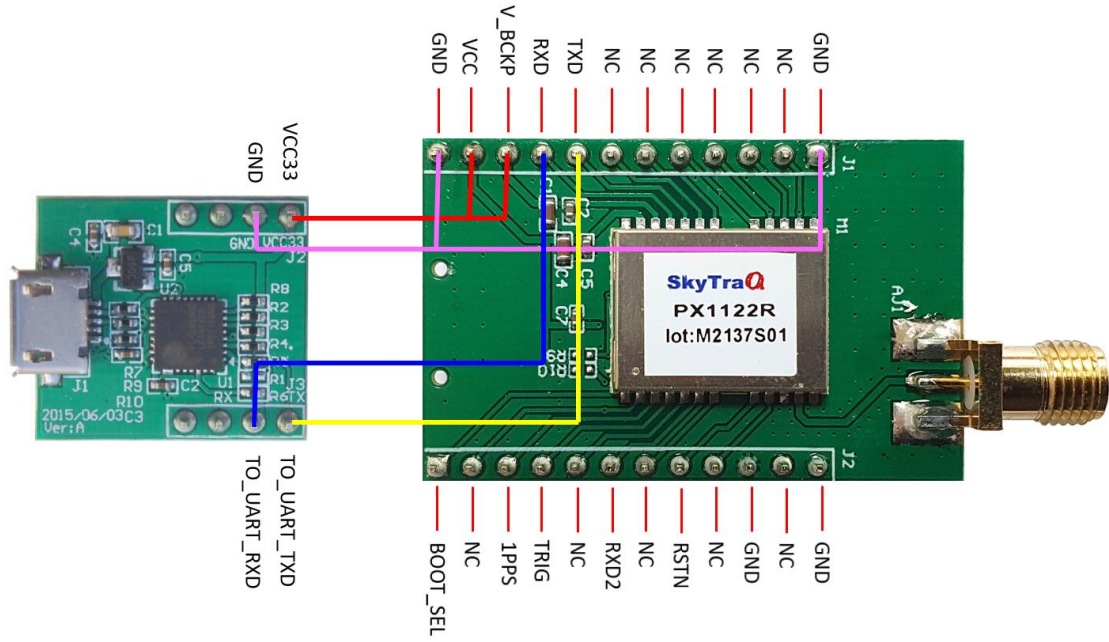 GND
VCC
V_BCKP
RXD
TXD
NC
NC
NC
NC
NC
NC
GND
GND
VCC33
J1
C4
C1
GND VCC33
J2
C5
U2
R8
R2
R3
R4
R1
R6
J3
RX
TX
U1
C2
R7
R9
R10
J1
2015/06/03
C3
Ver:A
C4
C5
C7
R9
R10
M1
SkyTraQ
PX1122R
lot:M2137S01
AJ1
J2
TO_UART_RXD
TO_UART_TXD
BOOT_SEL
NC
1PPS
TRIG
NC
RXD2
NC
RSTN
NC
GND
NC
GND